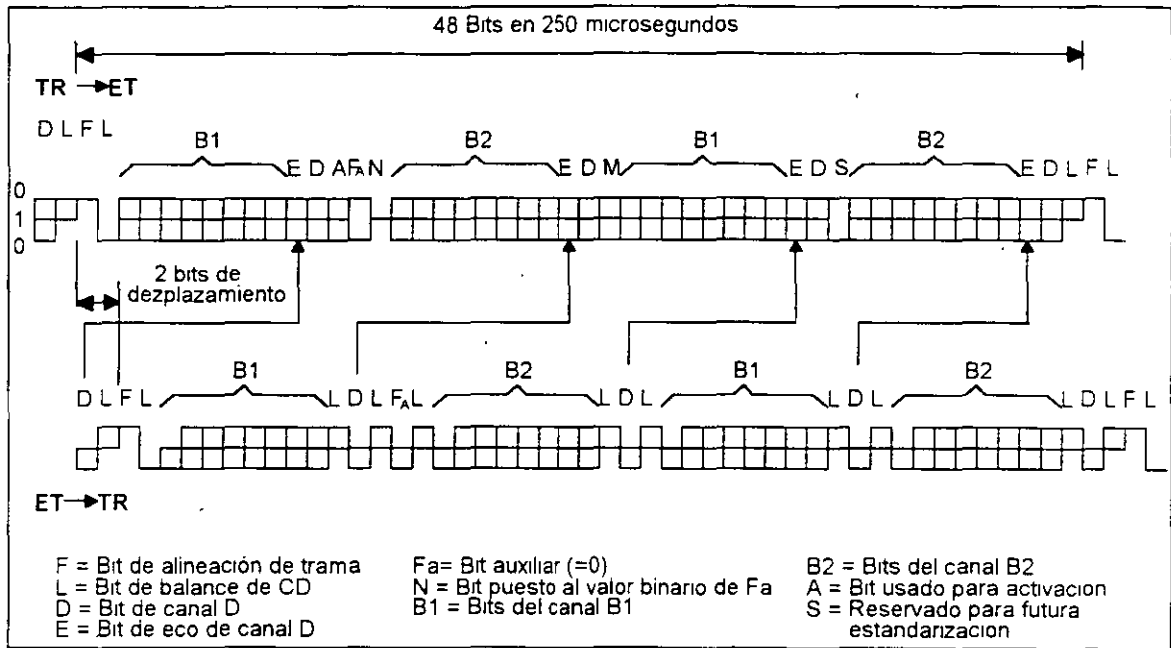 48 Bits en 250 microsegundos
TR → ET
D L F L
B1
E D A FA N
B2
E D M
B1
E D S
B2
E D L F L
0
1
0
2 bits de
dezplazamiento
D L F L
B1
L D L FA L
B2
L D L
B1
L D L
B2
L D L F L
ET → TR
F = Bit de alineación de trama
L = Bit de balance de CD
D = Bit de canal D
E = Bit de eco de canal D
Fa= Bit auxiliar (=0)
N = Bit puesto al valor binario de Fa
B1 = Bits del canal B1
B2 = Bits del canal B2
A = Bit usado para activacion
S = Reservado para futura
estandarizacion